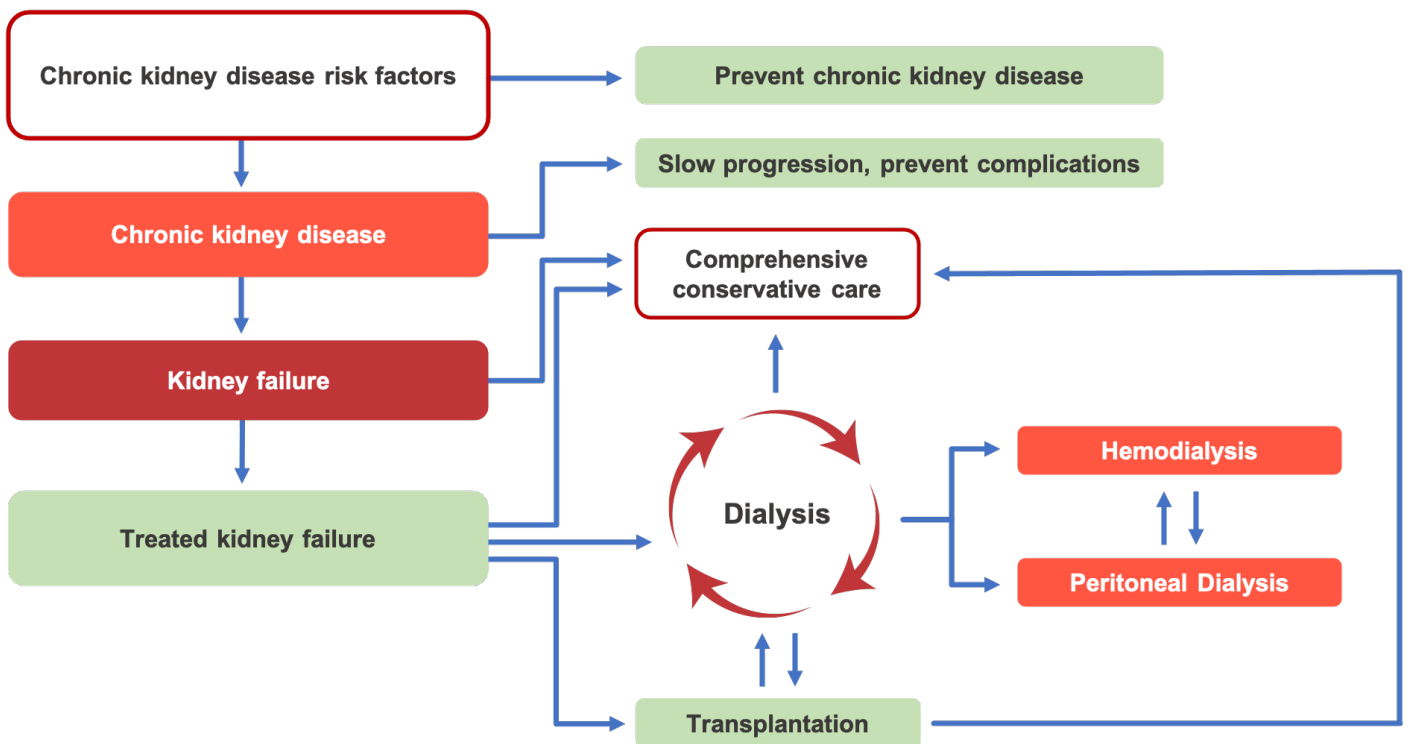 Chronic kidney disease risk factors
Prevent chronic kidney disease
Slow progression, prevent complications
Chronic kidney disease
Comprehensive
conservative care
Kidney failure
Hemodialysis
Dialysis
Treated kidney failure
Peritoneal Dialysis
Transplantation